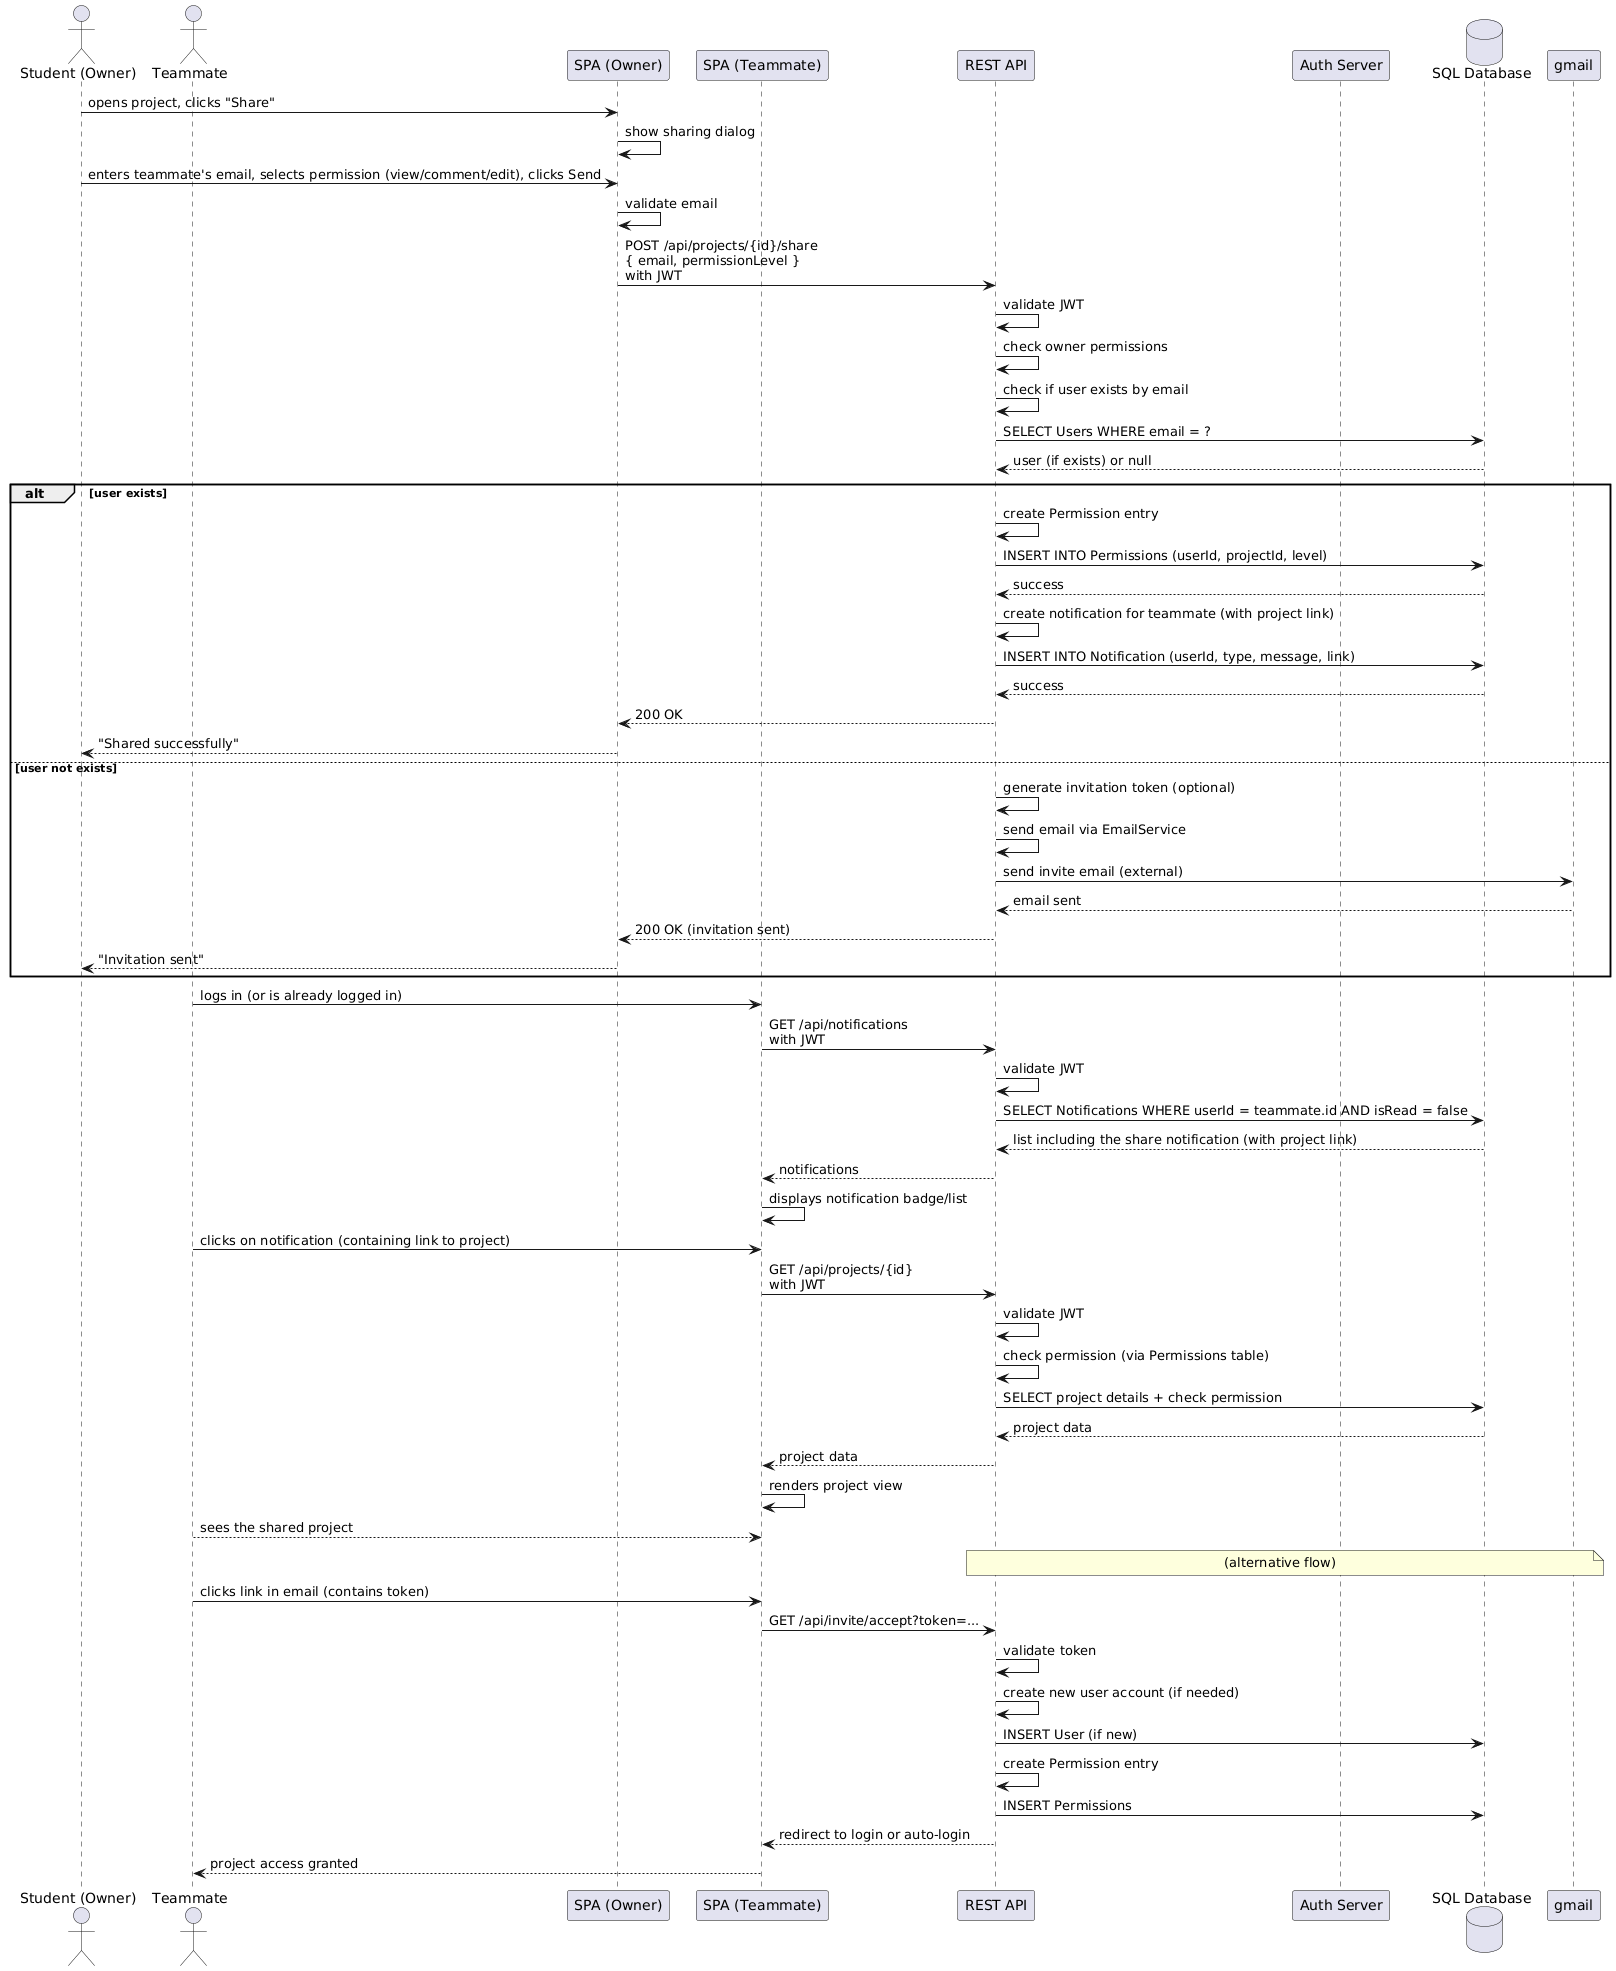 Student (Owner)
Teammate
SPA (Owner)
SPA (Teammate)
REST API
Auth Server
SQL Database
gmail
opens project, clicks "Share"
show sharing dialog
enters teammate's email, selects permission (view/comment/edit), clicks Send
validate email
POST /api/projects/{id}/share
{ email, permissionLevel }
with JWT
validate JWT
check owner permissions
check if user exists by email
SELECT Users WHERE email = ?
user (if exists) or null
alt
[user exists]
create Permission entry
INSERT INTO Permissions (userId, projectId, level)
success
create notification for teammate (with project link)
INSERT INTO Notification (userId, type, message, link)
success
200 OK
"Shared successfully"
[user not exists]
generate invitation token (optional)
send email via EmailService
send invite email (external)
email sent
200 OK (invitation sent)
"Invitation sent"
logs in (or is already logged in)
GET /api/notifications
with JWT
validate JWT
SELECT Notifications WHERE userId = teammate.id AND isRead = false
list including the share notification (with project link)
notifications
displays notification badge/list
clicks on notification (containing link to project)
GET /api/projects/{id}
with JWT
validate JWT
check permission (via Permissions table)
SELECT project details + check permission
project data
project data
renders project view
sees the shared project
(alternative flow)
clicks link in email (contains token)
GET /api/invite/accept?token=...
validate token
create new user account (if needed)
INSERT User (if new)
create Permission entry
INSERT Permissions
redirect to login or auto-login
project access granted
Student (Owner)
Teammate
SPA (Owner)
SPA (Teammate)
REST API
Auth Server
SQL Database
gmail